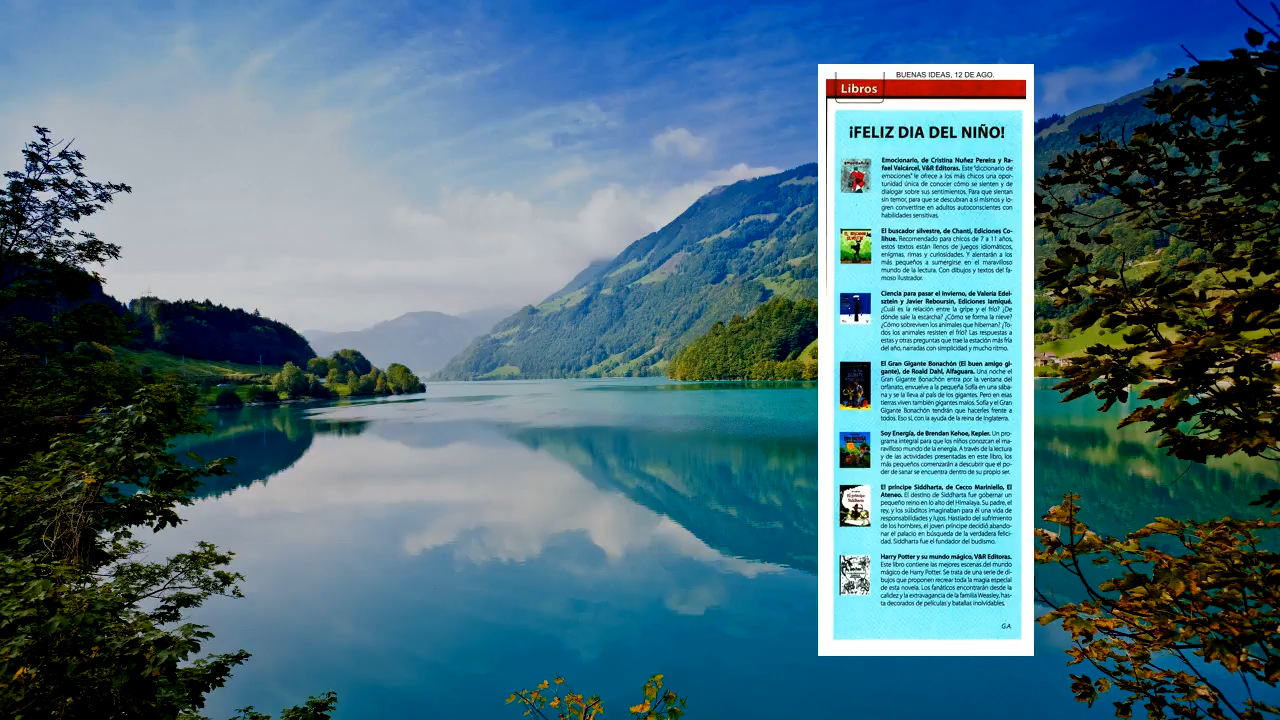 BUENAS IDEAS, 12 DE AGO.
Libros
¡FELIZ DIA DEL NIÑO!
Emocionario, de Cristina Nuñez Pereira y Ra-
fael Valcárcel, V&R Editoras. Este "diccionario de
emociones" le ofrece a los más chicos una opor-
tunidad única de conocer cómo se sienten y de
dialogar sobre sus sentimientos. Para que sientan
sin temor, para que se descubran a sí mismos y lo-
gren convertirse en adultos autoconscientes con
habilidades sensitivas.
El buscador silvestre, de Chanti, Ediciones Co-
lihue. Recomendado para chicos de 7 a 11 años,
estos textos están llenos de juegos idiomáticos,
enigmas, rimas y curiosidades. Y alentarán a los
más pequeños a sumergirse en el maravilloso
mundo de la lectura. Con dibujos y textos del fa-
moso ilustrador.
Ciencia para pasar el invierno, de Valeria Edel-
sztein y Javier Reboursin, Ediciones Iamiqué.
¿Cuál es la relación entre la gripe y el frío? ¿De
dónde sale la escarcha? ¿Cómo se forma la nieve?
¿Cómo sobreviven los animales que hibernan? ¿To-
dos los animales resisten el frío? Las respuestas a
estas y otras preguntas que trae la estación más fría
del año, narradas con simplicidad y mucho ritmo.
El Gran Gigante Bonachón (El buen amigo gi-
gante), de Roald Dahl, Alfaguara. Una noche el
Gran Gigante Bonachón entra por la ventana del
orfanato, envuelve a la pequeña Sofía en una sába-
na y se la lleva al país de los gigantes. Pero en esas
tierras viven también gigantes malos. Sofía y el Gran
Gigante Bonachón tendrán que hacerles frente a
todos. Eso sí, con la ayuda de la reina de Inglaterra.
Soy Energía, de Brendan Kehoe, Kepler. Un pro-
grama integral para que los niños conozcan el ma-
ravilloso mundo de la energía. A través de la lectura
y de las actividades presentadas en este libro, los
más pequeños comenzarán a descubrir que el po-
der de sanar se encuentra dentro de su propio ser.
El príncipe Siddharta, de Cecco Mariniello, El
Ateneo. El destino de Siddharta fue gobernar un
pequeño reino en lo alto del Himalaya. Su padre, el
rey, y los súbditos imaginaban para él una vida de
responsabilidades y lujos. Hastiado del sufrimiento
de los hombres, el joven príncipe decidió abando-
nar el palacio en búsqueda de la verdadera felici-
dad. Siddharta fue el fundador del budismo.
Harry Potter y su mundo mágico, V&R Editoras.
Este libro contiene las mejores escenas del mundo
mágico de Harry Potter. Se trata de una serie de di-
bujos que proponen recrear toda la magia especial
de esta novela. Los fanáticos encontrarán desde la
calidez y la extravagancia de la familia Weasley, has-
ta decorados de películas y batallas inolvidables.
G.A.